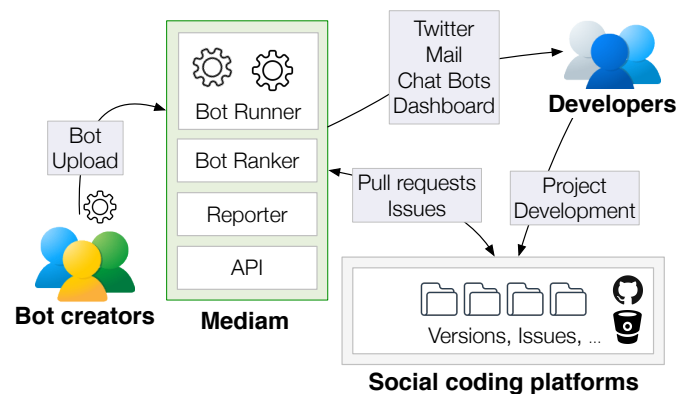 Twitter
Mail
Chat Bots
Dashboard
Developers
Bot Runner
Bot
Upload
Bot Ranker
Pull requests
Issues
Project
Development
Reporter
API
Bot creators
Mediam
Versions, Issues, ...
Social coding platforms